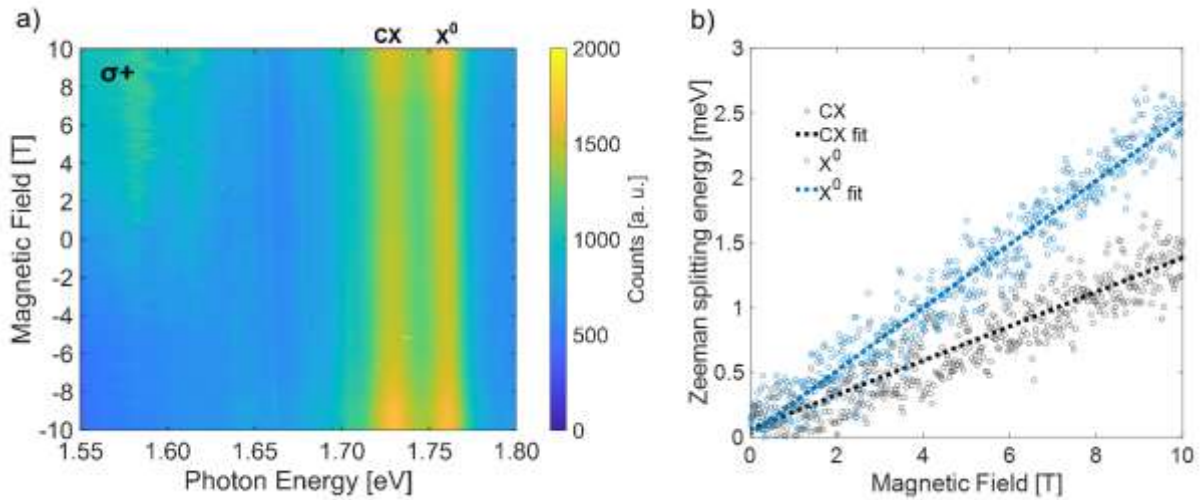 a)
CX X⁰
σ+
10
8
6
4
2
0
-2
-4
-6
-8
-10
Magnetic Field [T]
1.55 1.60 1.65 1.70 1.75 1.80
Photon Energy [eV]
2000
1500
1000
500
0
Counts [a. u.]
b)
3
2.5
2
1.5
1
0.5
0
Zeeman splitting energy [meV]
CX
CX fit
X⁰
X⁰ fit
0 2 4 6 8 10
Magnetic Field [T]